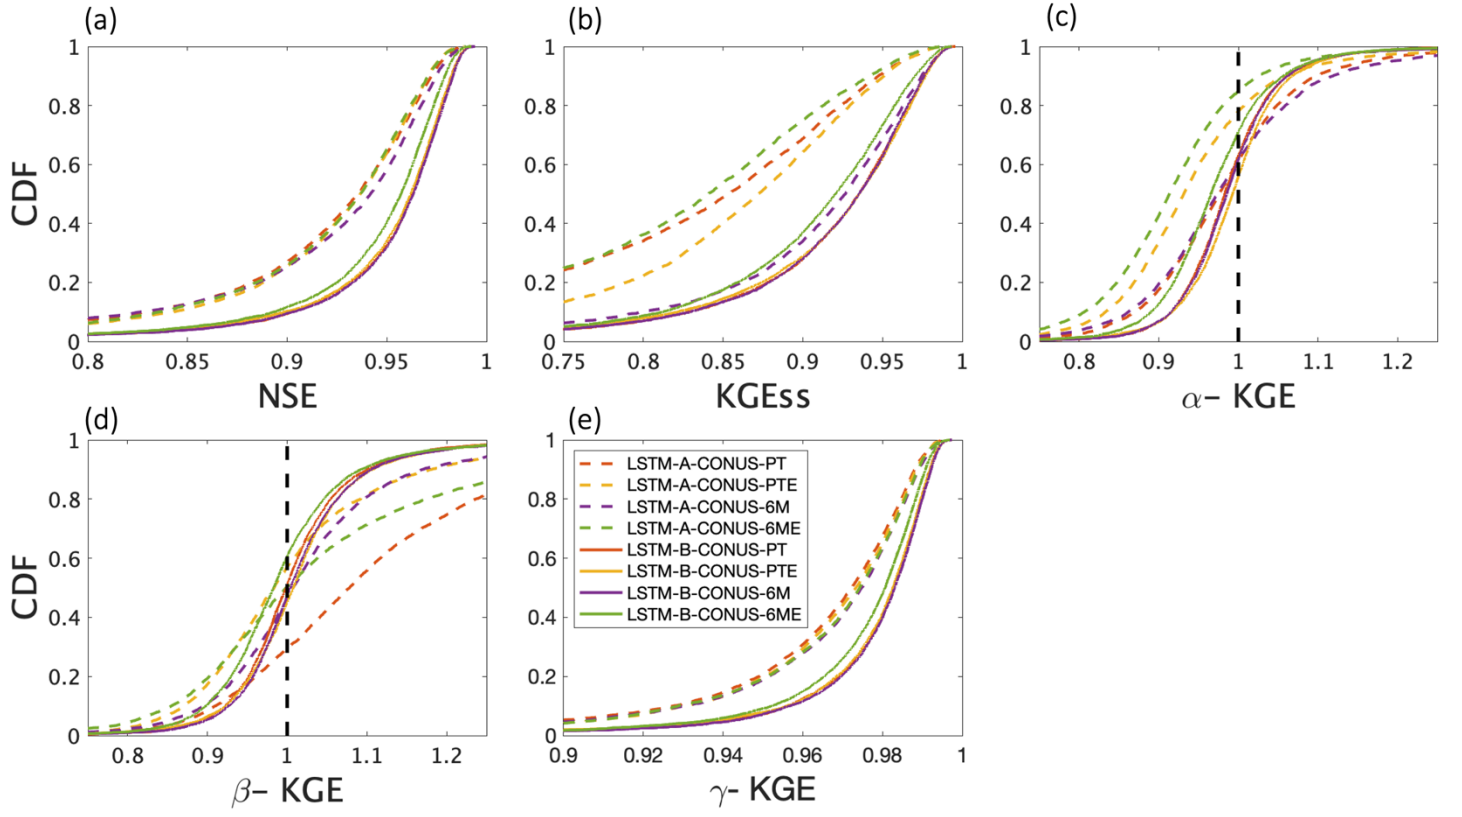 (a)
1
0.8
0.6
0.4
0.2
0
CDF
0.8 0.85 0.9 0.95 1
NSE
(b)
1
0.8
0.6
0.4
0.2
0
0.75 0.8 0.85 0.9 0.95 1
KGEss
(c)
1
0.8
0.6
0.4
0.2
0
0.8 0.9 1 1.1 1.2
α- KGE
(d)
1
0.8
0.6
0.4
0.2
0
CDF
0.8 0.9 1 1.1 1.2
β- KGE
(e)
1
0.8
0.6
0.4
0.2
0
LSTM-A-CONUS-PT
LSTM-A-CONUS-PTE
LSTM-A-CONUS-6M
LSTM-A-CONUS-6ME
LSTM-B-CONUS-PT
LSTM-B-CONUS-PTE
LSTM-B-CONUS-6M
LSTM-B-CONUS-6ME
0.9 0.92 0.94 0.96 0.98 1
γ- KGE